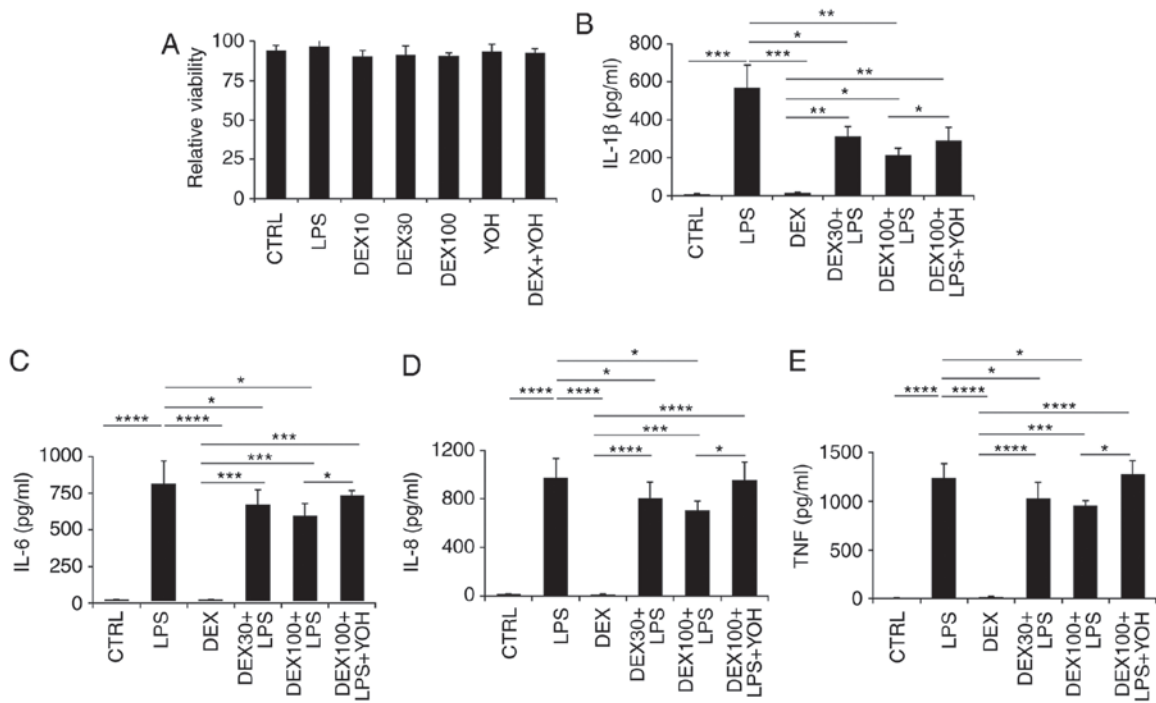 A
Relative viability
100
75
50
25
0
CTRL
LPS
DEX10
DEX30
DEX100
YOH
DEX+YOH
B
**
*
*** ***
**
*
** *
IL-1β (pg/ml)
800
600
400
200
0
CTRL
LPS
DEX
DEX30+
LPS
DEX100+
LPS
DEX100+
LPS+YOH
C
*
*
**** ****
***
***
*** *
IL-6 (pg/ml)
1000
750
500
250
0
CTRL
LPS
DEX
DEX30+
LPS
DEX100+
LPS
DEX100+
LPS+YOH
D
*
*
**** ****
****
***
**** *
IL-8 (pg/ml)
1200
800
400
0
CTRL
LPS
DEX
DEX30+
LPS
DEX100+
LPS
DEX100+
LPS+YOH
E
*
*
**** ****
****
***
**** *
TNF (pg/ml)
1500
1000
500
0
CTRL
LPS
DEX
DEX30+
LPS
DEX100+
LPS
DEX100+
LPS+YOH